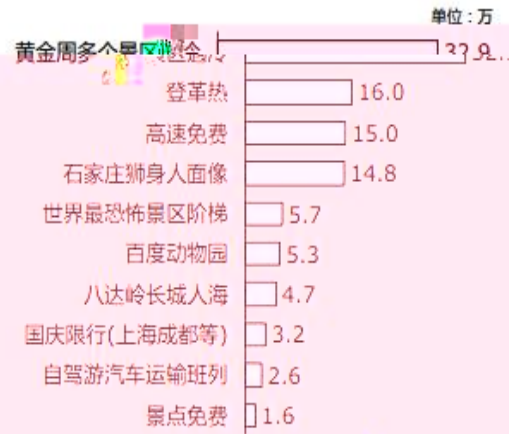 单位：万
黄金周多个景区
登革热 16.0
高速免费 15.0
石家庄狮身人面像 14.8
世界最恐怖景区阶梯 5.7
百度动物园 5.3
八达岭长城人海 4.7
国庆限行(上海成都等) 3.2
自驾游汽车运输班列 2.6
景点免费 1.6